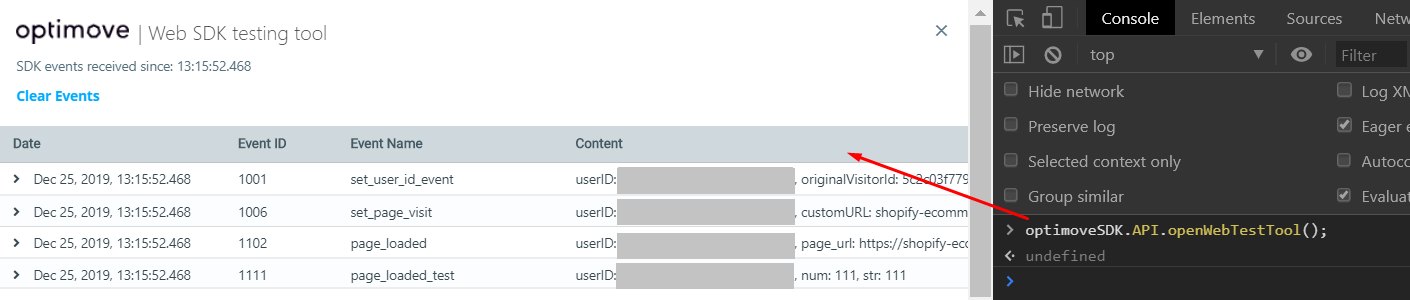 optimove | Web SDK testing tool
SDK events received since: 13:15:52.468
Clear Events
Date Event ID Event Name Content
Dec 25, 2019, 13:15:52.468 1001 set_user_id_event userID: , originalVisitorId: 5c2c03f779
Dec 25, 2019, 13:15:52.468 1006 set_page_visit userID: , customURL: shopify-ecomm
Dec 25, 2019, 13:15:52.468 1102 page_loaded userID: , page_url: https://shopify-ec
Dec 25, 2019, 13:15:52.468 1111 page_loaded_test userID: , num: 111, str: 111
Console Elements Sources Netw
top Filter
Hide network Log XM
Preserve log Eager e
Selected context only Autoco
Group similar Evaluat
optimoveSDK.API.openWebTestTool();
undefined